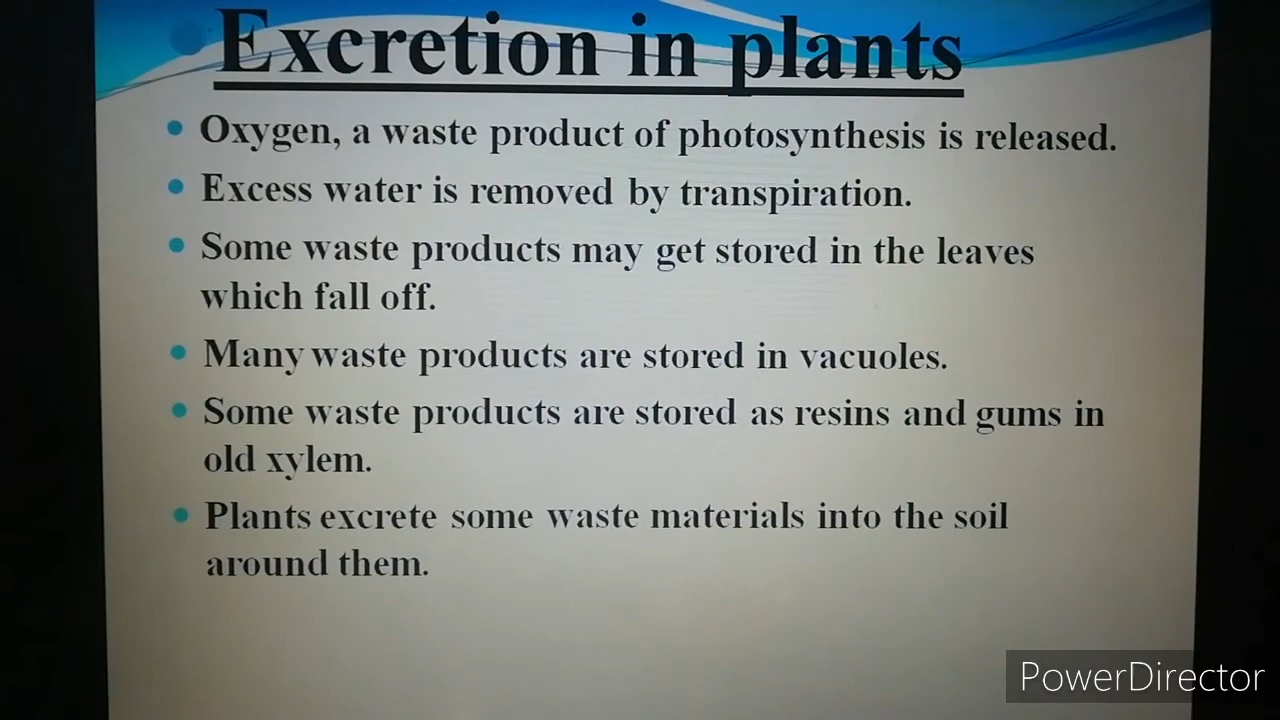 Excretion in plants
Oxygen, a waste product of photosynthesis is released.
Excess water is removed by transpiration.
Some waste products may get stored in the leaves
which fall off.
Many waste products are stored in vacuoles.
Some waste products are stored as resins and gums in
old xylem.
Plants excrete some waste materials into the soil
around them.
PowerDirector